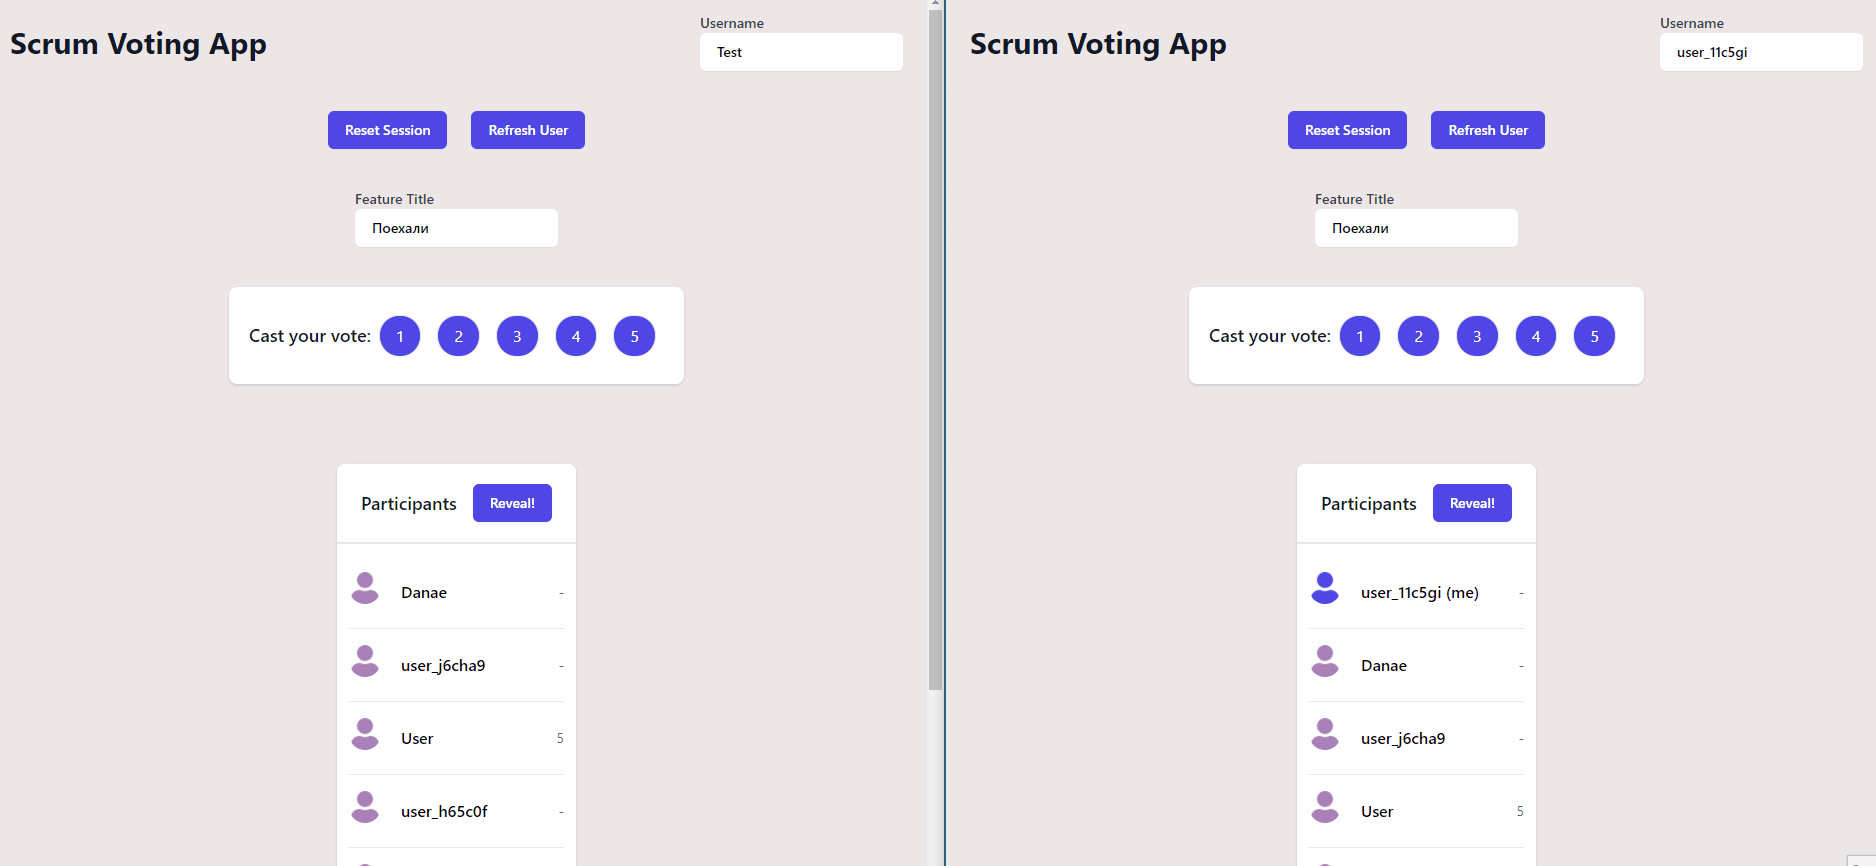 Scrum Voting App
Username
Test
Reset Session
Refresh User
Feature Title
Поехали
Cast your vote: 1 2 3 4 5
Participants
Reveal!
Danae -
user_j6cha9 -
User 5
user_h65c0f -
Scrum Voting App
Username
user_11c5gi
Reset Session
Refresh User
Feature Title
Поехали
Cast your vote: 1 2 3 4 5
Participants
Reveal!
user_11c5gi (me) -
Danae -
user_j6cha9 -
User 5